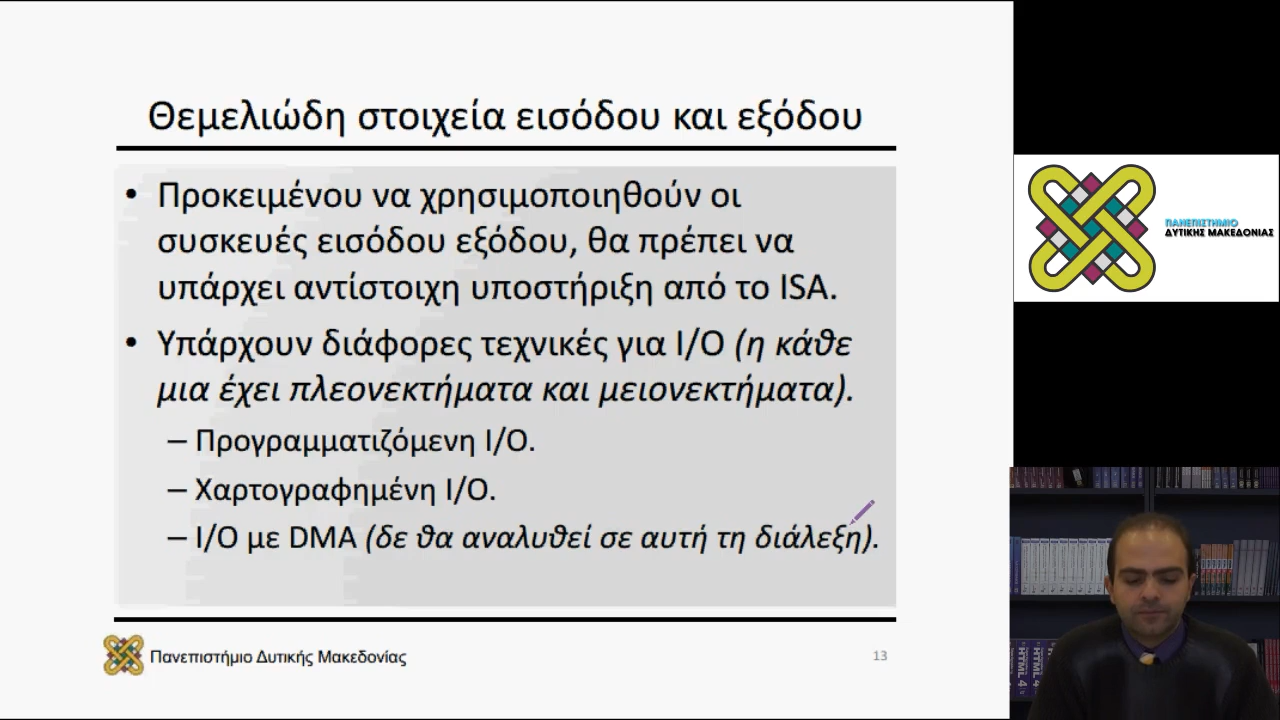 Θεμελιώδη στοιχεία εισόδου και εξόδου
• Προκειμένου να χρησιμοποιηθούν οι
συσκευές εισόδου εξόδου, θα πρέπει να
υπάρχει αντίστοιχη υποστήριξη από το ISA.
• Υπάρχουν διάφορες τεχνικές για I/O (η κάθε
μια έχει πλεονεκτήματα και μειονεκτήματα).
– Προγραμματιζόμενη I/O.
– Χαρτογραφημένη I/O.
– I/O με DMA (δε θα αναλυθεί σε αυτή τη διάλεξη).
Πανεπιστήμιο Δυτικής Μακεδονίας
13
ΠΑΝΕΠΙΣΤΗΜΙΟ
ΔΥΤΙΚΗΣ ΜΑΚΕΔΟΝΙΑΣ
HTML 4